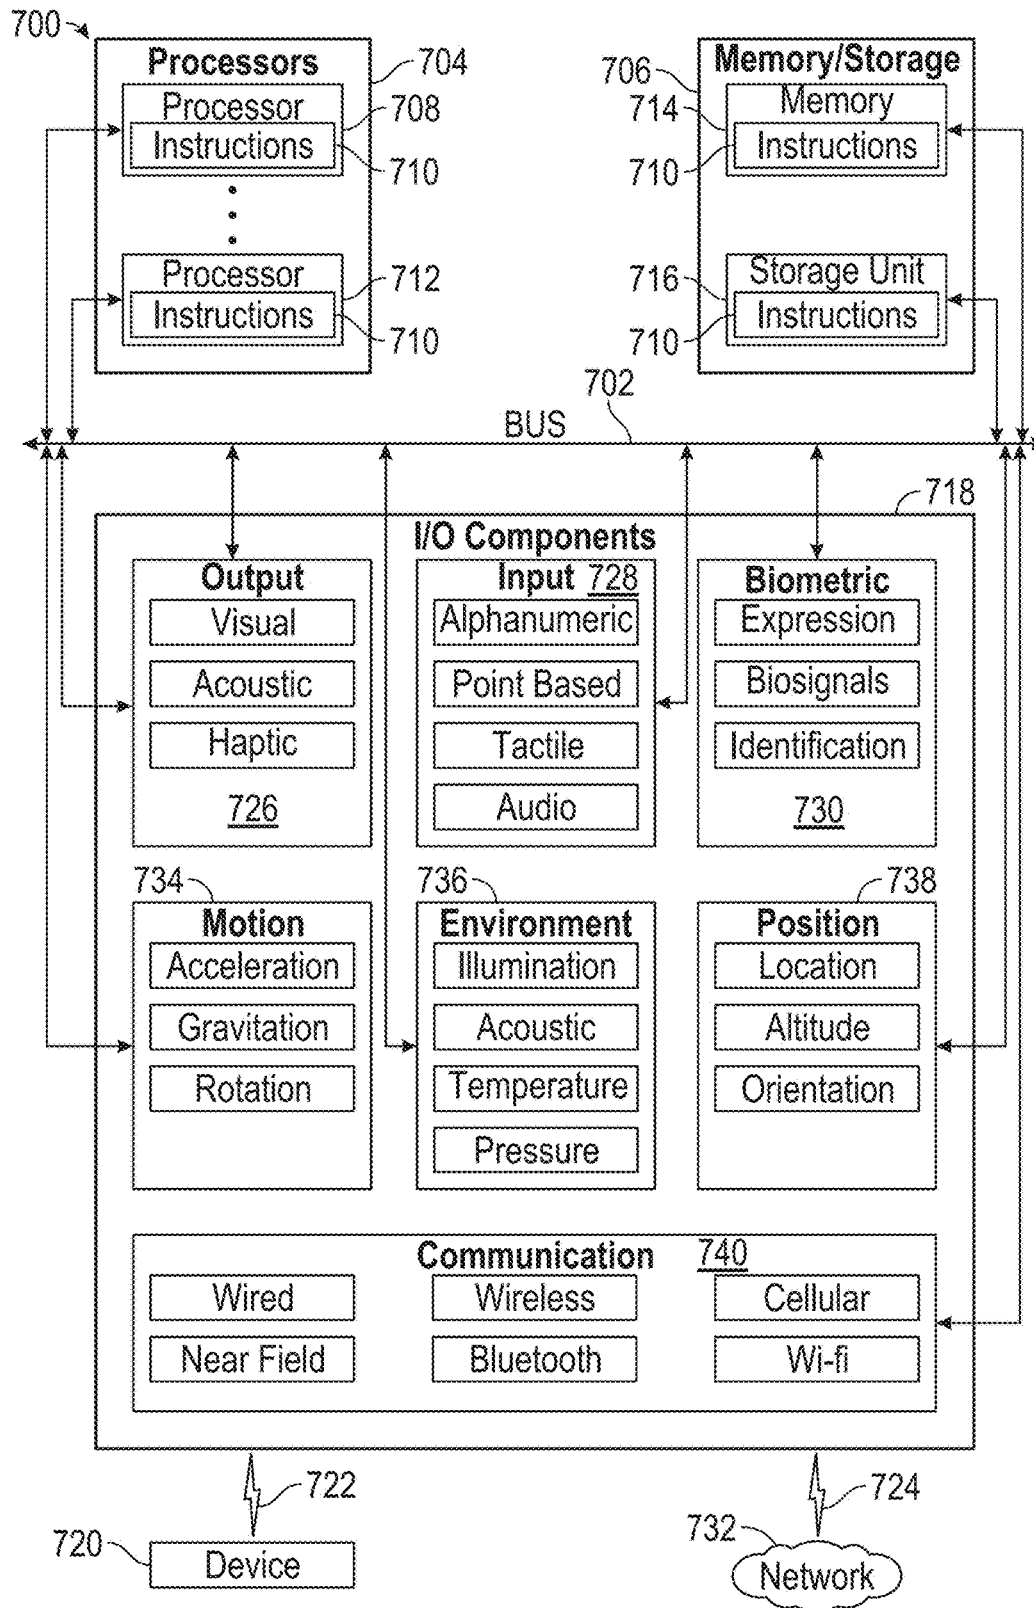 700
Processors
704
Processor
708
Instructions
710
Processor
712
Instructions
710
Memory/Storage
706
Memory
714
Instructions
710
Storage Unit
716
Instructions
710
702
BUS
718
I/O Components
Output
Visual
Acoustic
Haptic
726
Input 728
Alphanumeric
Point Based
Tactile
Audio
Biometric
Expression
Biosignals
Identification
730
734
Motion
Acceleration
Gravitation
Rotation
736
Environment
Illumination
Acoustic
Temperature
Pressure
738
Position
Location
Altitude
Orientation
Communication 740
Wired Wireless Cellular
Near Field Bluetooth Wi-fi
722
720
Device
724
732
Network